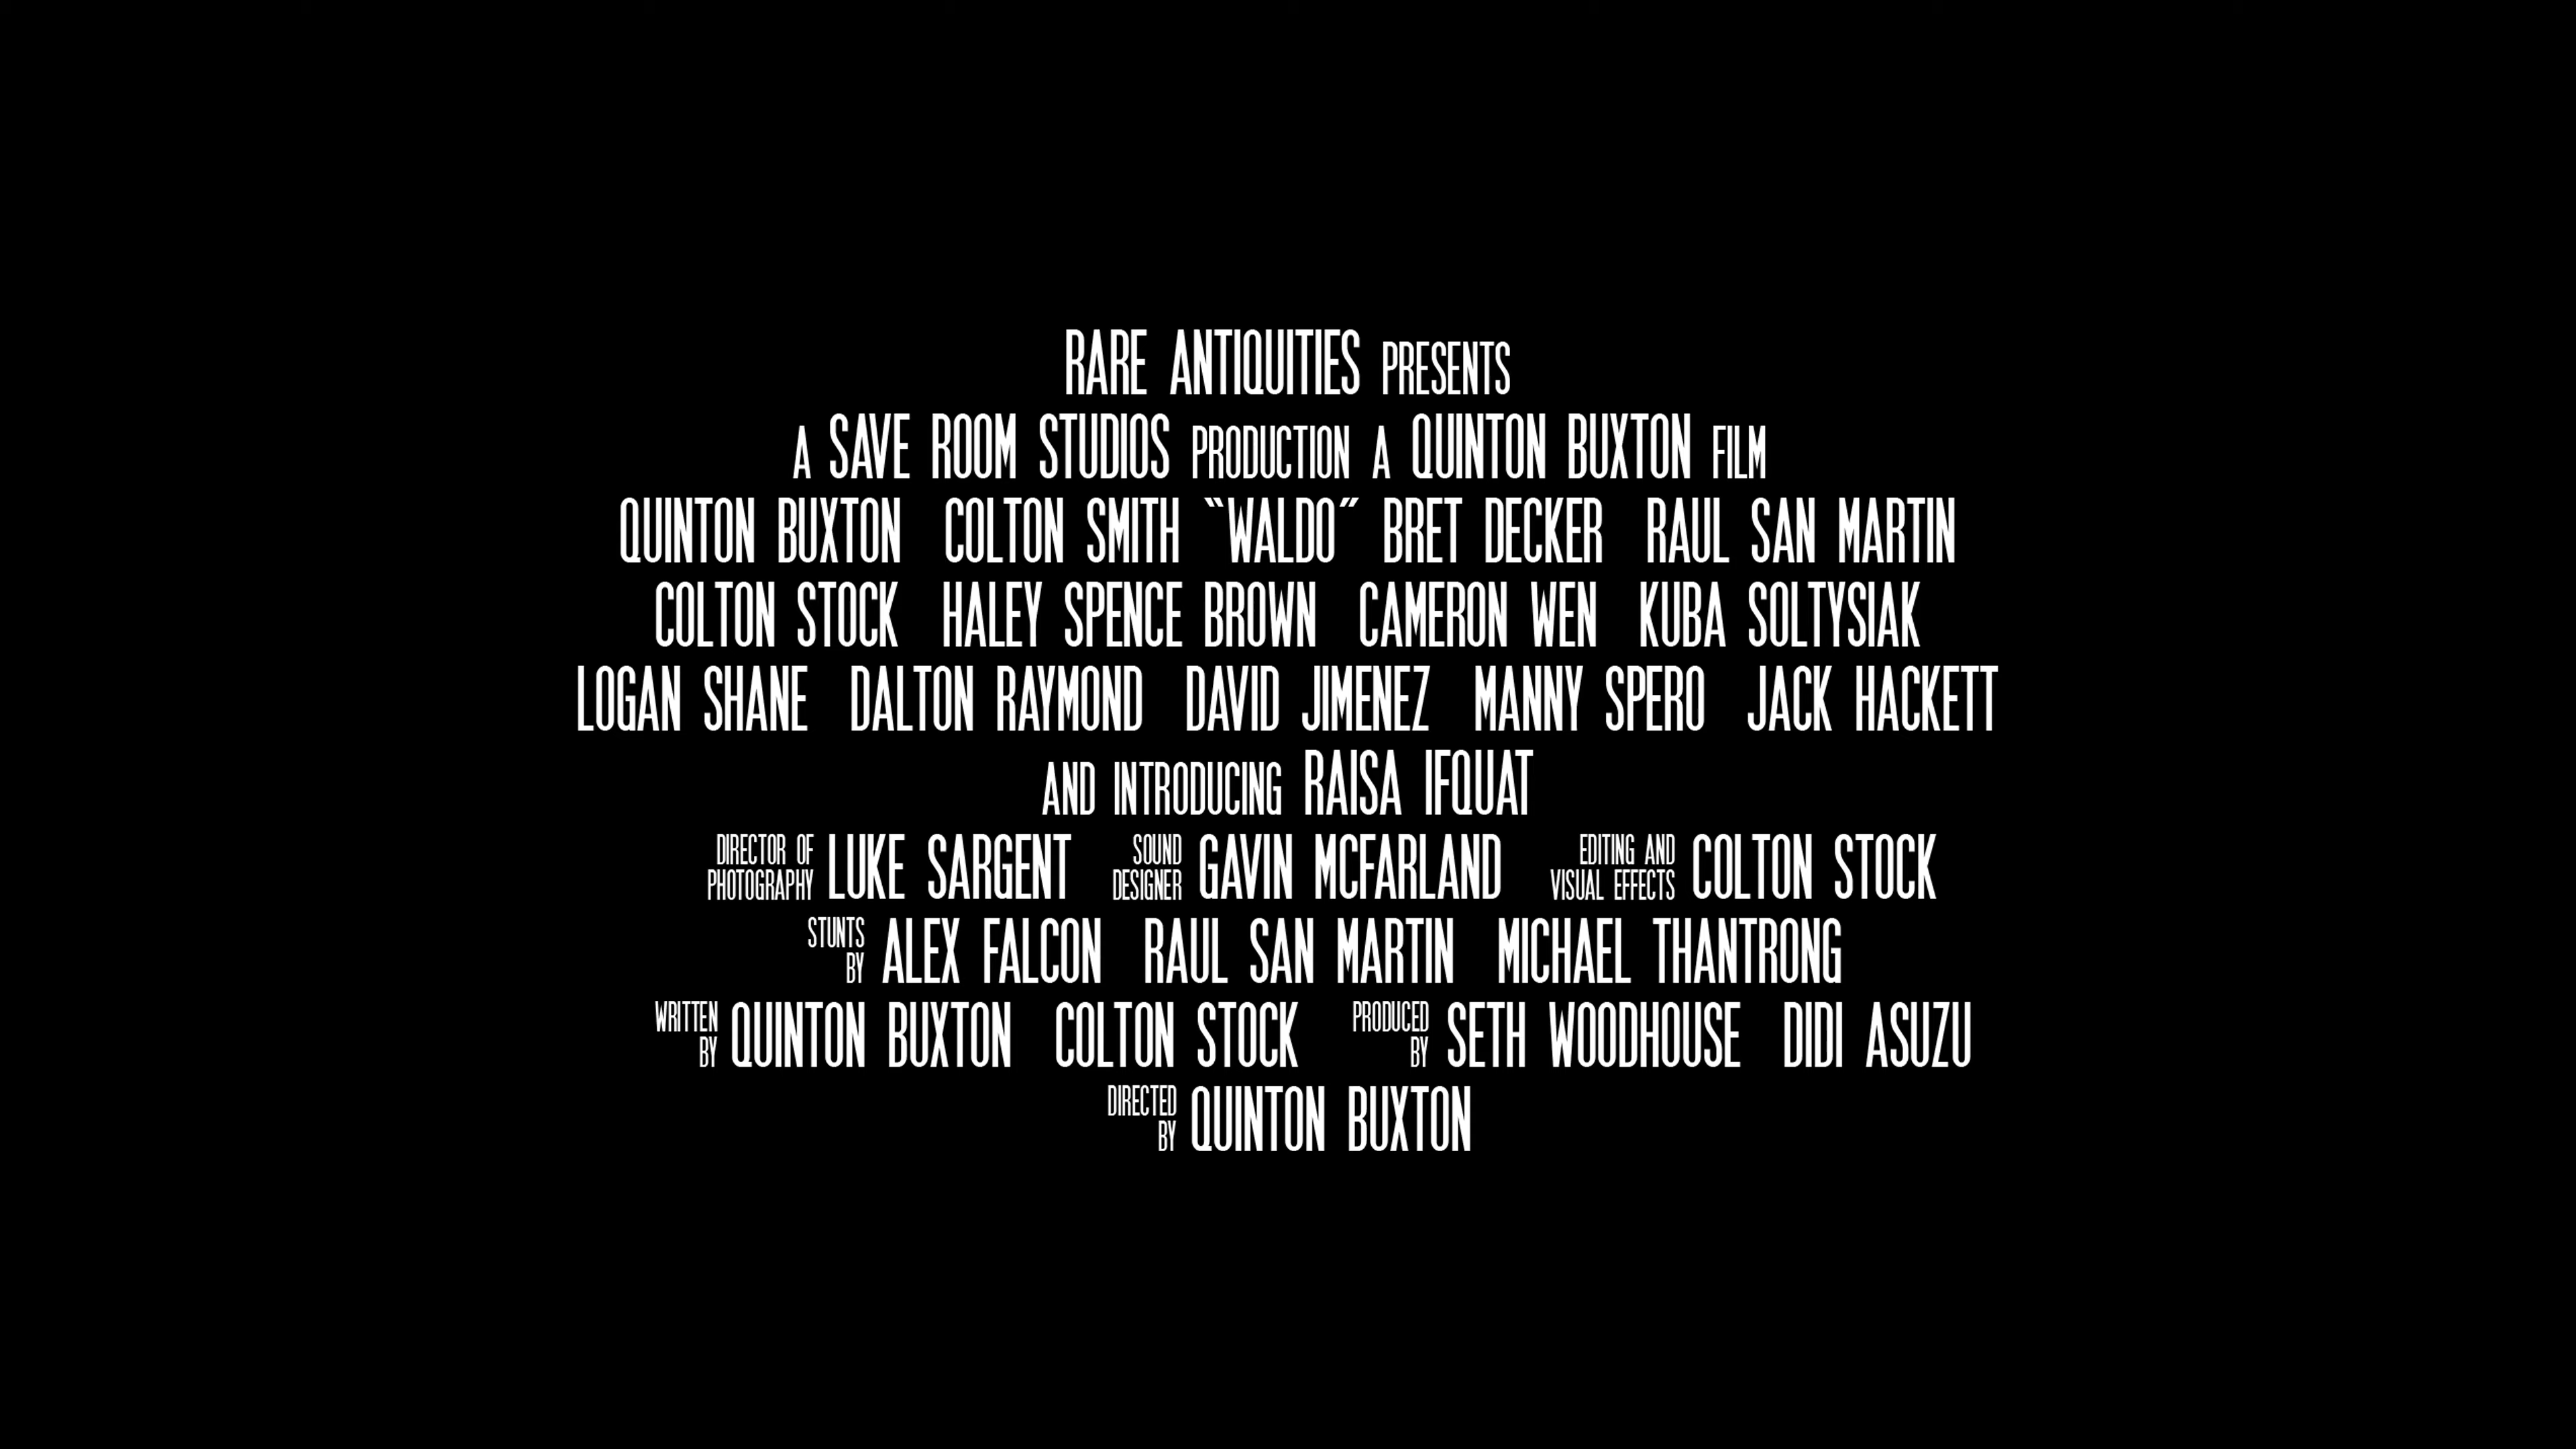 RARE ANTIQUITIES PRESENTS
A SAVE ROOM STUDIOS PRODUCTION A QUINTON BUXTON FILM
QUINTON BUXTON COLTON SMITH “WALDO” BRET DECKER RAUL SAN MARTIN
COLTON STOCK HALEY SPENCE BROWN CAMERON WEN KUBA SOLTYSIAK
LOGAN SHANE DALTON RAYMOND DAVID JIMENEZ MANNY SPERO JACK HACKETT
AND INTRODUCING RAISA IFQUAT
DIRECTOR OF PHOTOGRAPHY LUKE SARGENT SOUND DESIGNER GAVIN MCFARLAND EDITING AND VISUAL EFFECTS COLTON STOCK
STUNTS BY ALEX FALCON RAUL SAN MARTIN MICHAEL THANTRONG
WRITTEN BY QUINTON BUXTON COLTON STOCK PRODUCED BY SETH WOODHOUSE DIDI ASUZU
DIRECTED BY QUINTON BUXTON